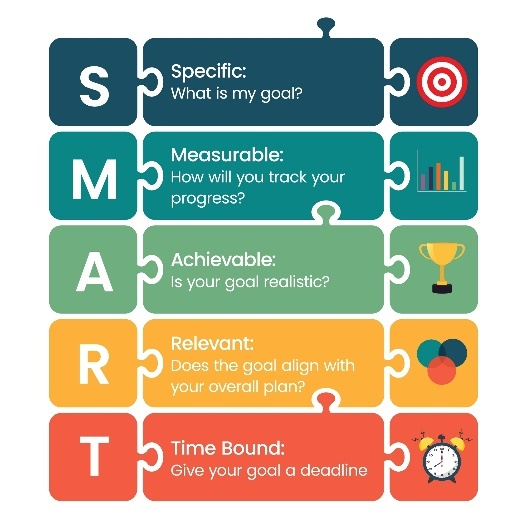 S
Specific:
What is my goal?
M
Measurable:
How will you track your
progress?
A
Achievable:
Is your goal realistic?
R
Relevant:
Does the goal align with
your overall plan?
T
Time Bound:
Give your goal a deadline